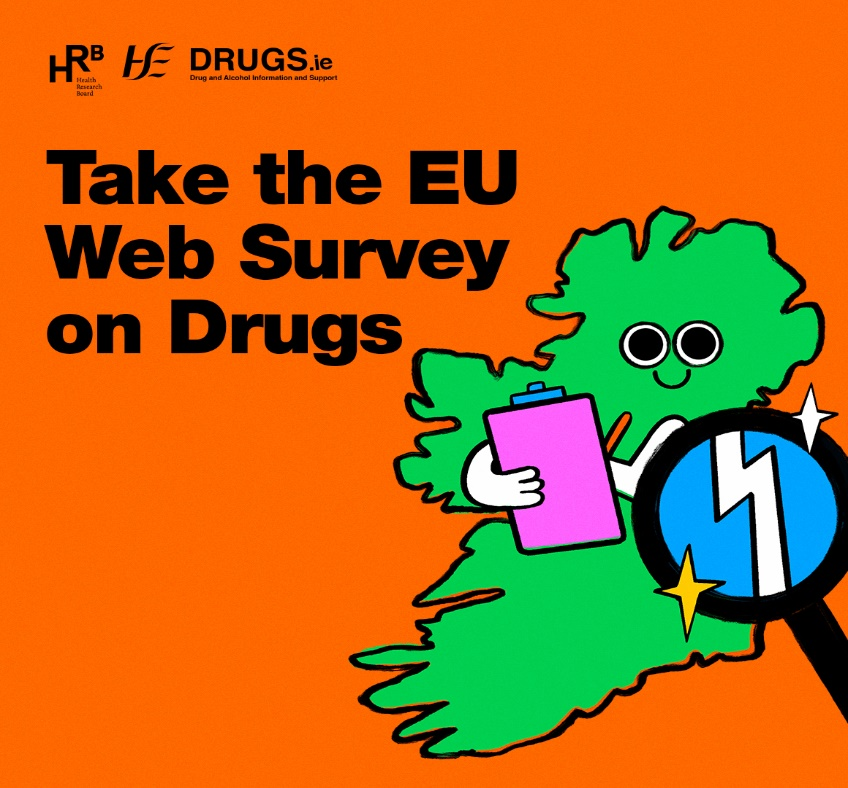 HRB
Health
Research
Board
HSE
DRUGS.ie
Drug and Alcohol Information and Support
Take the EU
Web Survey
on Drugs